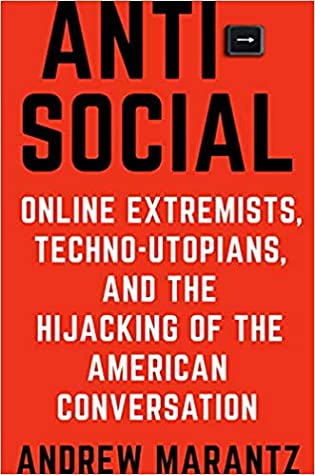 ANTI→
SOCIAL
ONLINE EXTREMISTS,
TECHNO-UTOPIANS,
AND THE
HIJACKING OF THE
AMERICAN
CONVERSATION
ANDREW MARANTZ